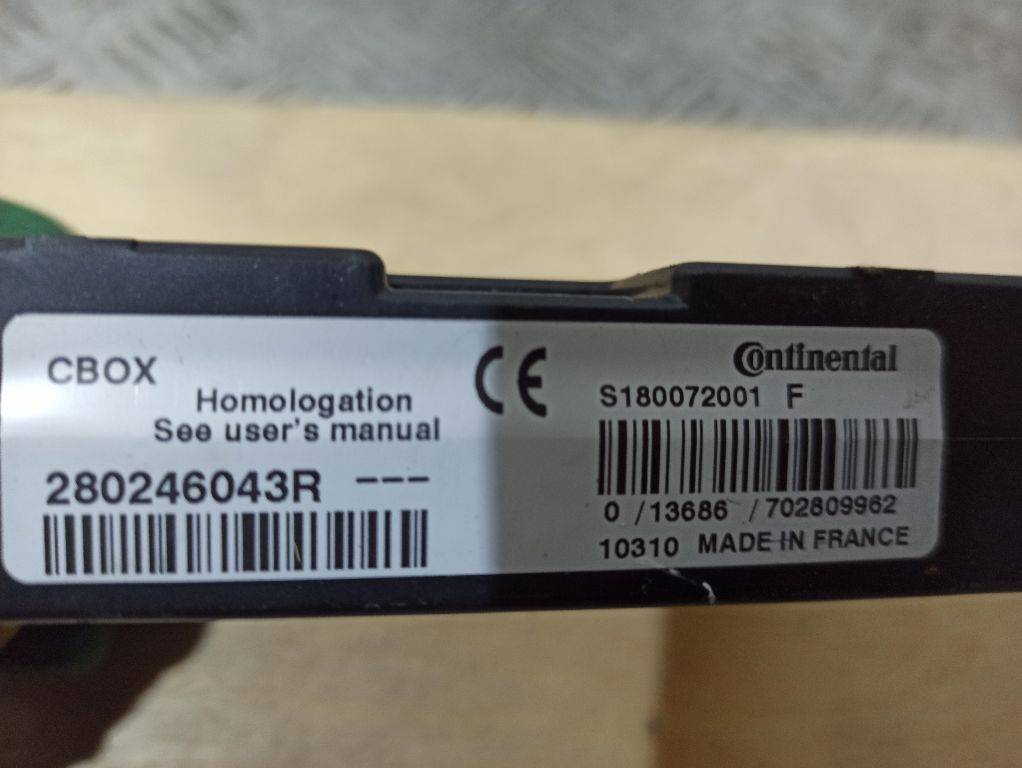 CBOX
Homologation
See user's manual
280246043R ---
CE
Continental
S180072001 F
0 /13686 /702809962
10310 MADE IN FRANCE